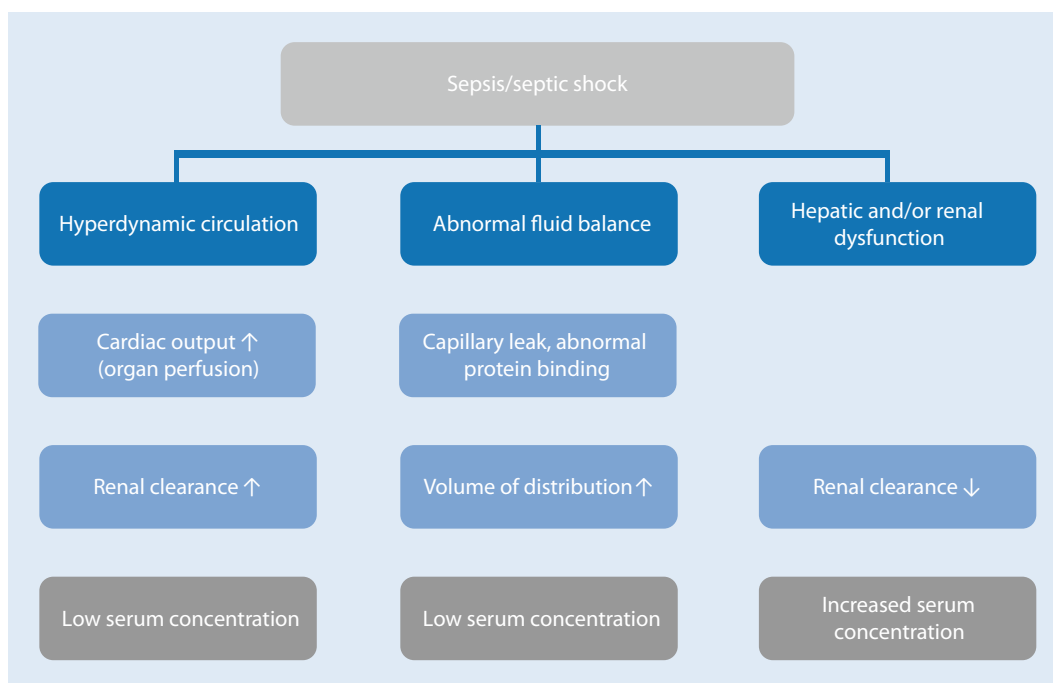 Sepsis/septic shock
Hyperdynamic circulation
Abnormal fluid balance
Hepatic and/or renal
dysfunction
Cardiac output ↑
(organ perfusion)
Capillary leak, abnormal
protein binding
Renal clearance ↑
Volume of distribution ↑
Renal clearance ↓
Low serum concentration
Low serum concentration
Increased serum
concentration